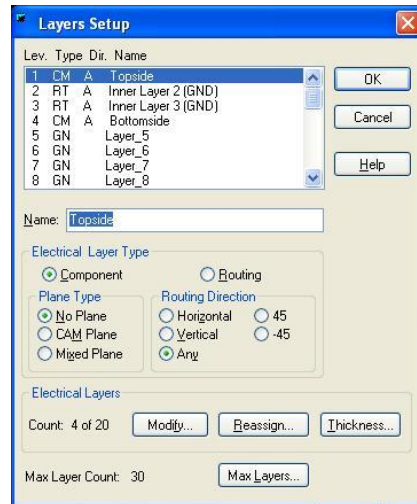 Layers Setup
Lev. Type Dir. Name
1 CM A Topside
2 RT A Inner Layer 2 (GND)
3 RT A Inner Layer 3 (GND)
4 CM A Bottomside
5 GN Layer_5
6 GN Layer_6
7 GN Layer_7
8 GN Layer_8
OK
Cancel
Help
Name: Topside
Electrical Layer Type
Component Routing
Plane Type
No Plane
CAM Plane
Mixed Plane
Routing Direction
Horizontal 45
Vertical -45
Any
Electrical Layers
Count: 4 of 20 Modify... Reassign... Thickness...
Max Layer Count: 30 Max Layers...